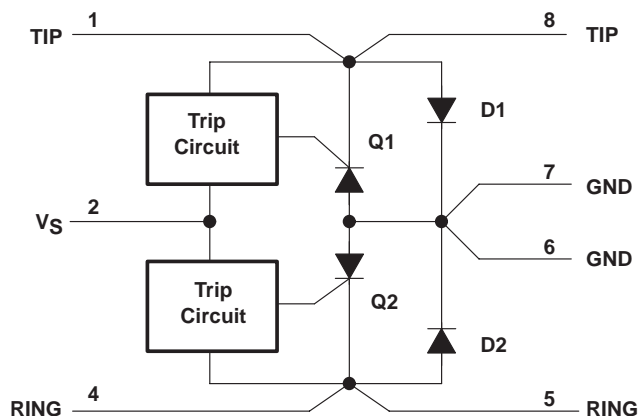 TIP 1 8 TIP
Trip
Circuit
Q1
D1
7 GND
VS 2
6 GND
Trip
Circuit
Q2
D2
RING 4 5 RING